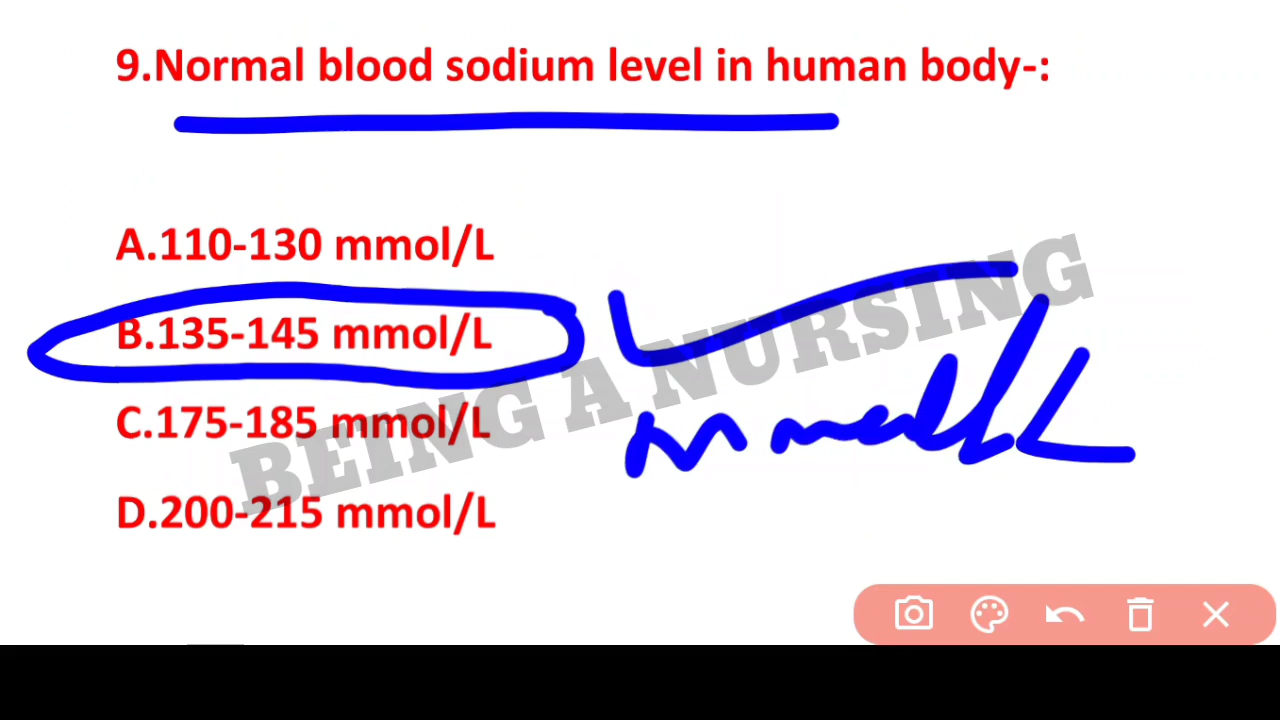 9.Normal blood sodium level in human body-:
A.110-130 mmol/L
B.135-145 mmol/L
C.175-185 mmol/L
D.200-215 mmol/L
BEING A NURSING